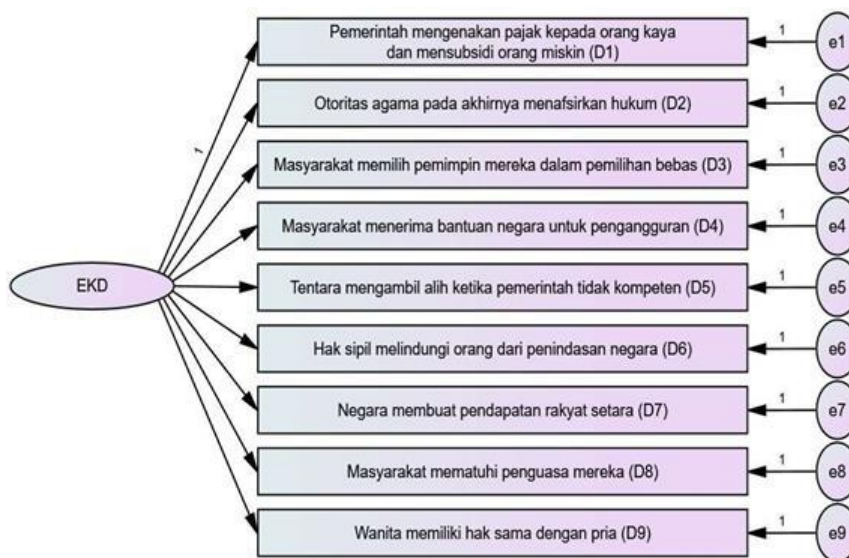 Pemerintah mengenakan pajak kepada orang kaya
dan mensubsidi orang miskin (D1)
1
e1
Otoritas agama pada akhirnya menafsirkan hukum (D2)
1
e2
1
Masyarakat memilih pemimpin mereka dalam pemilihan bebas (D3)
1
e3
Masyarakat menerima bantuan negara untuk pengangguran (D4)
1
e4
EKD
Tentara mengambil alih ketika pemerintah tidak kompeten (D5)
1
e5
Hak sipil melindungi orang dari penindasan negara (D6)
1
e6
Negara membuat pendapatan rakyat setara (D7)
1
e7
Masyarakat mematuhi penguasa mereka (D8)
1
e8
Wanita memiliki hak sama dengan pria (D9)
1
e9